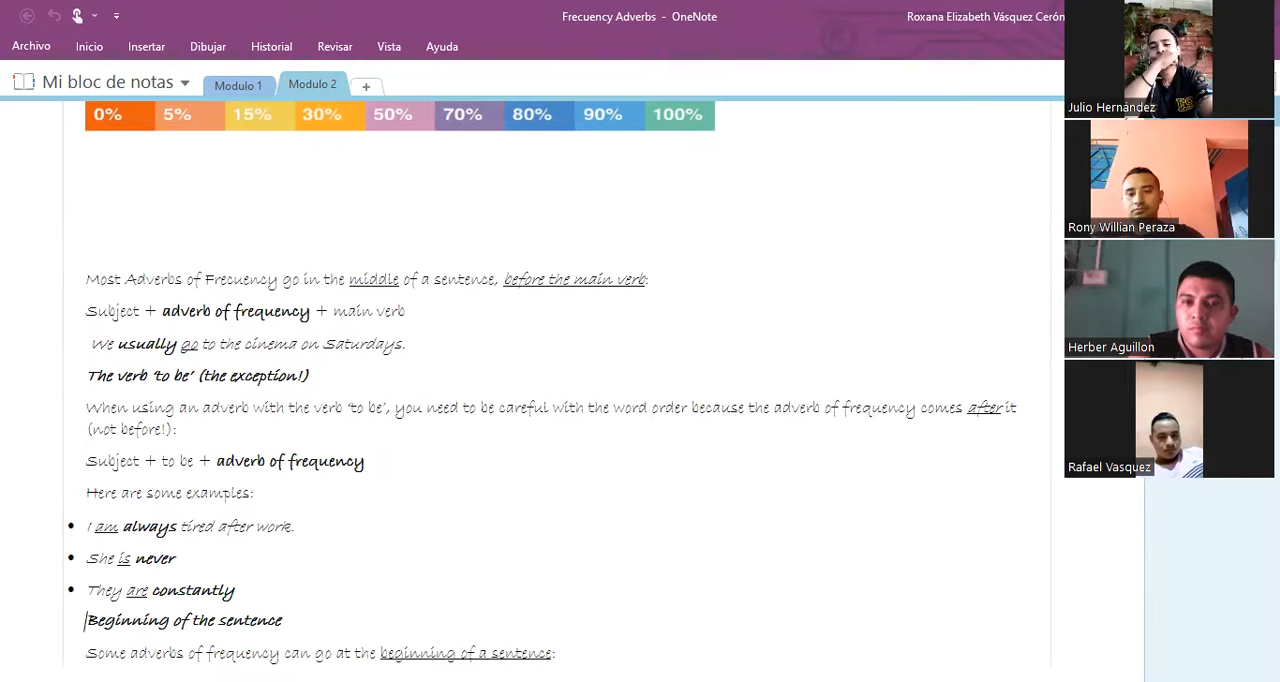 Frecuency Adverbs - OneNote
Roxana Elizabeth Vásquez Cerón
Archivo Inicio Insertar Dibujar Historial Revisar Vista Ayuda
Mi bloc de notas Modulo 1 Modulo 2 +
0% 5% 15% 30% 50% 70% 80% 90% 100%
Most Adverbs of Frecuency go in the middle of a sentence, before the main verb:
Subject + adverb of frequency + main verb
We usually go to the cinema on Saturdays.
The verb 'to be' (the exception!)
When using an adverb with the verb 'to be', you need to be careful with the word order because the adverb of frequency comes after it
(not before!):
Subject + to be + adverb of frequency
Here are some examples:
• I am always tired after work.
• She is never
• They are constantly
Beginning of the sentence
Some adverbs of frequency can go at the beginning of a sentence:
Julio Hernández
Rony Willian Peraza
Herber Aguillon
Rafael Vasquez